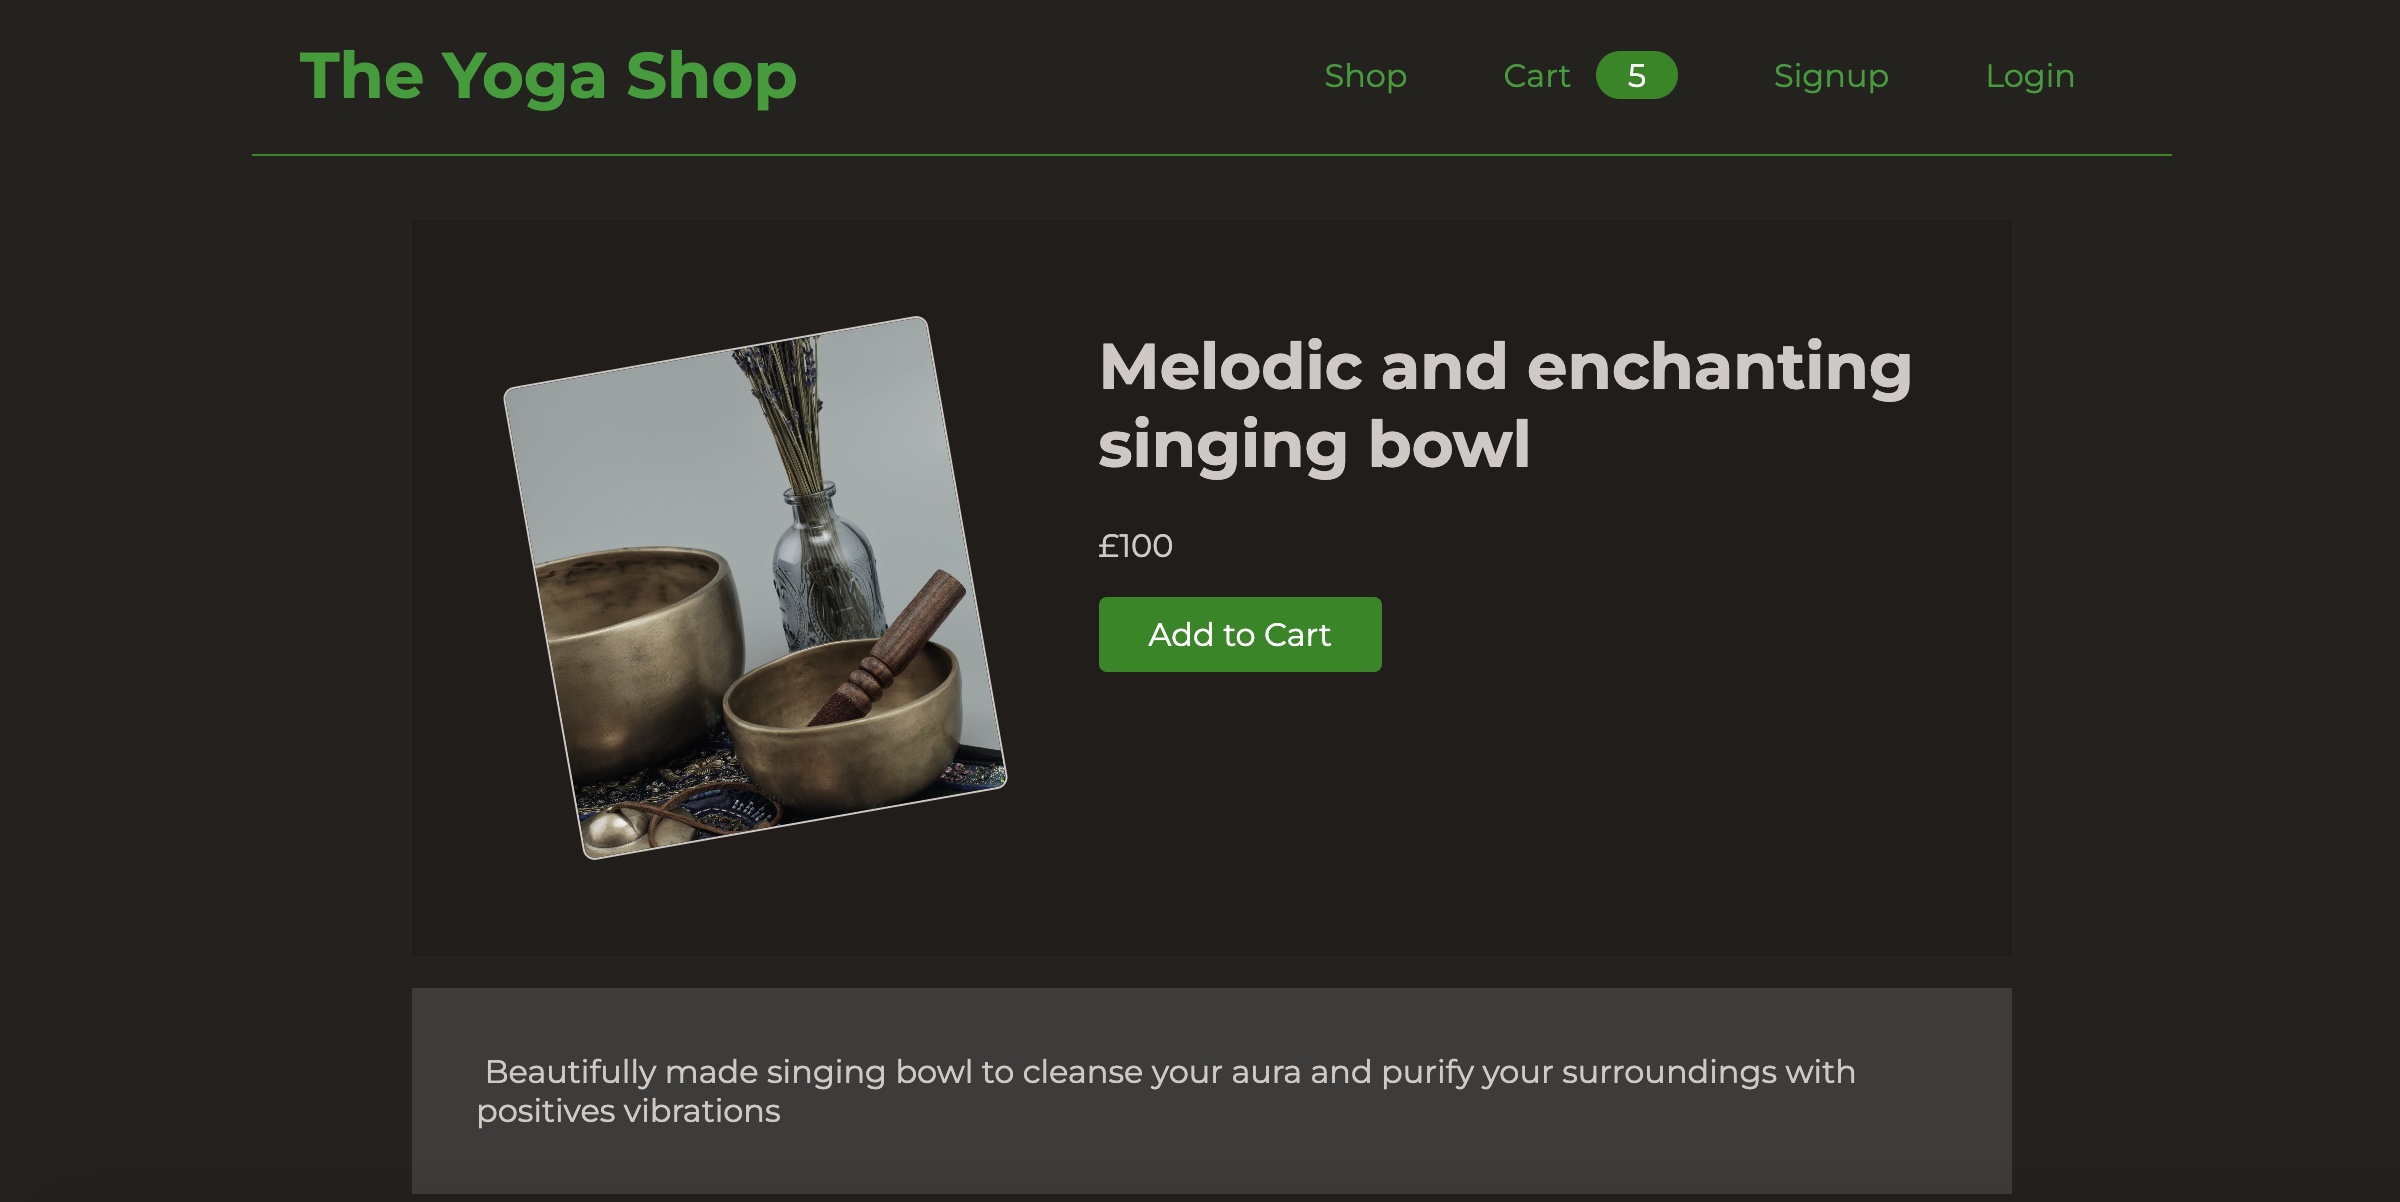 The Yoga Shop
Shop Cart 5 Signup Login
Melodic and enchanting
singing bowl
£100
Add to Cart
Beautifully made singing bowl to cleanse your aura and purify your surroundings with
positives vibrations